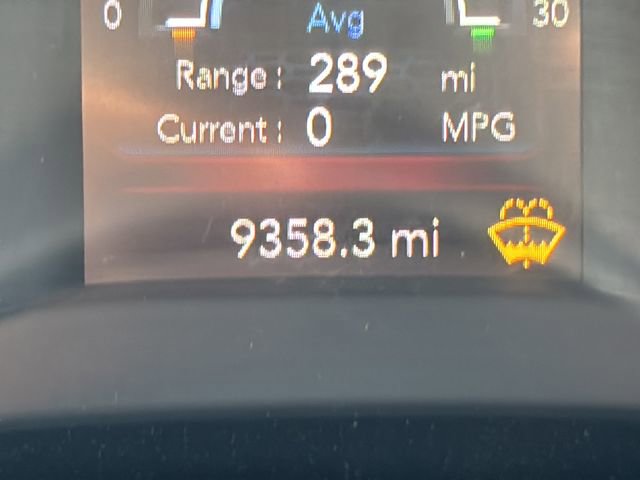 0 Avg 30
Range: 289 mi
Current: 0 MPG
9358.3 mi